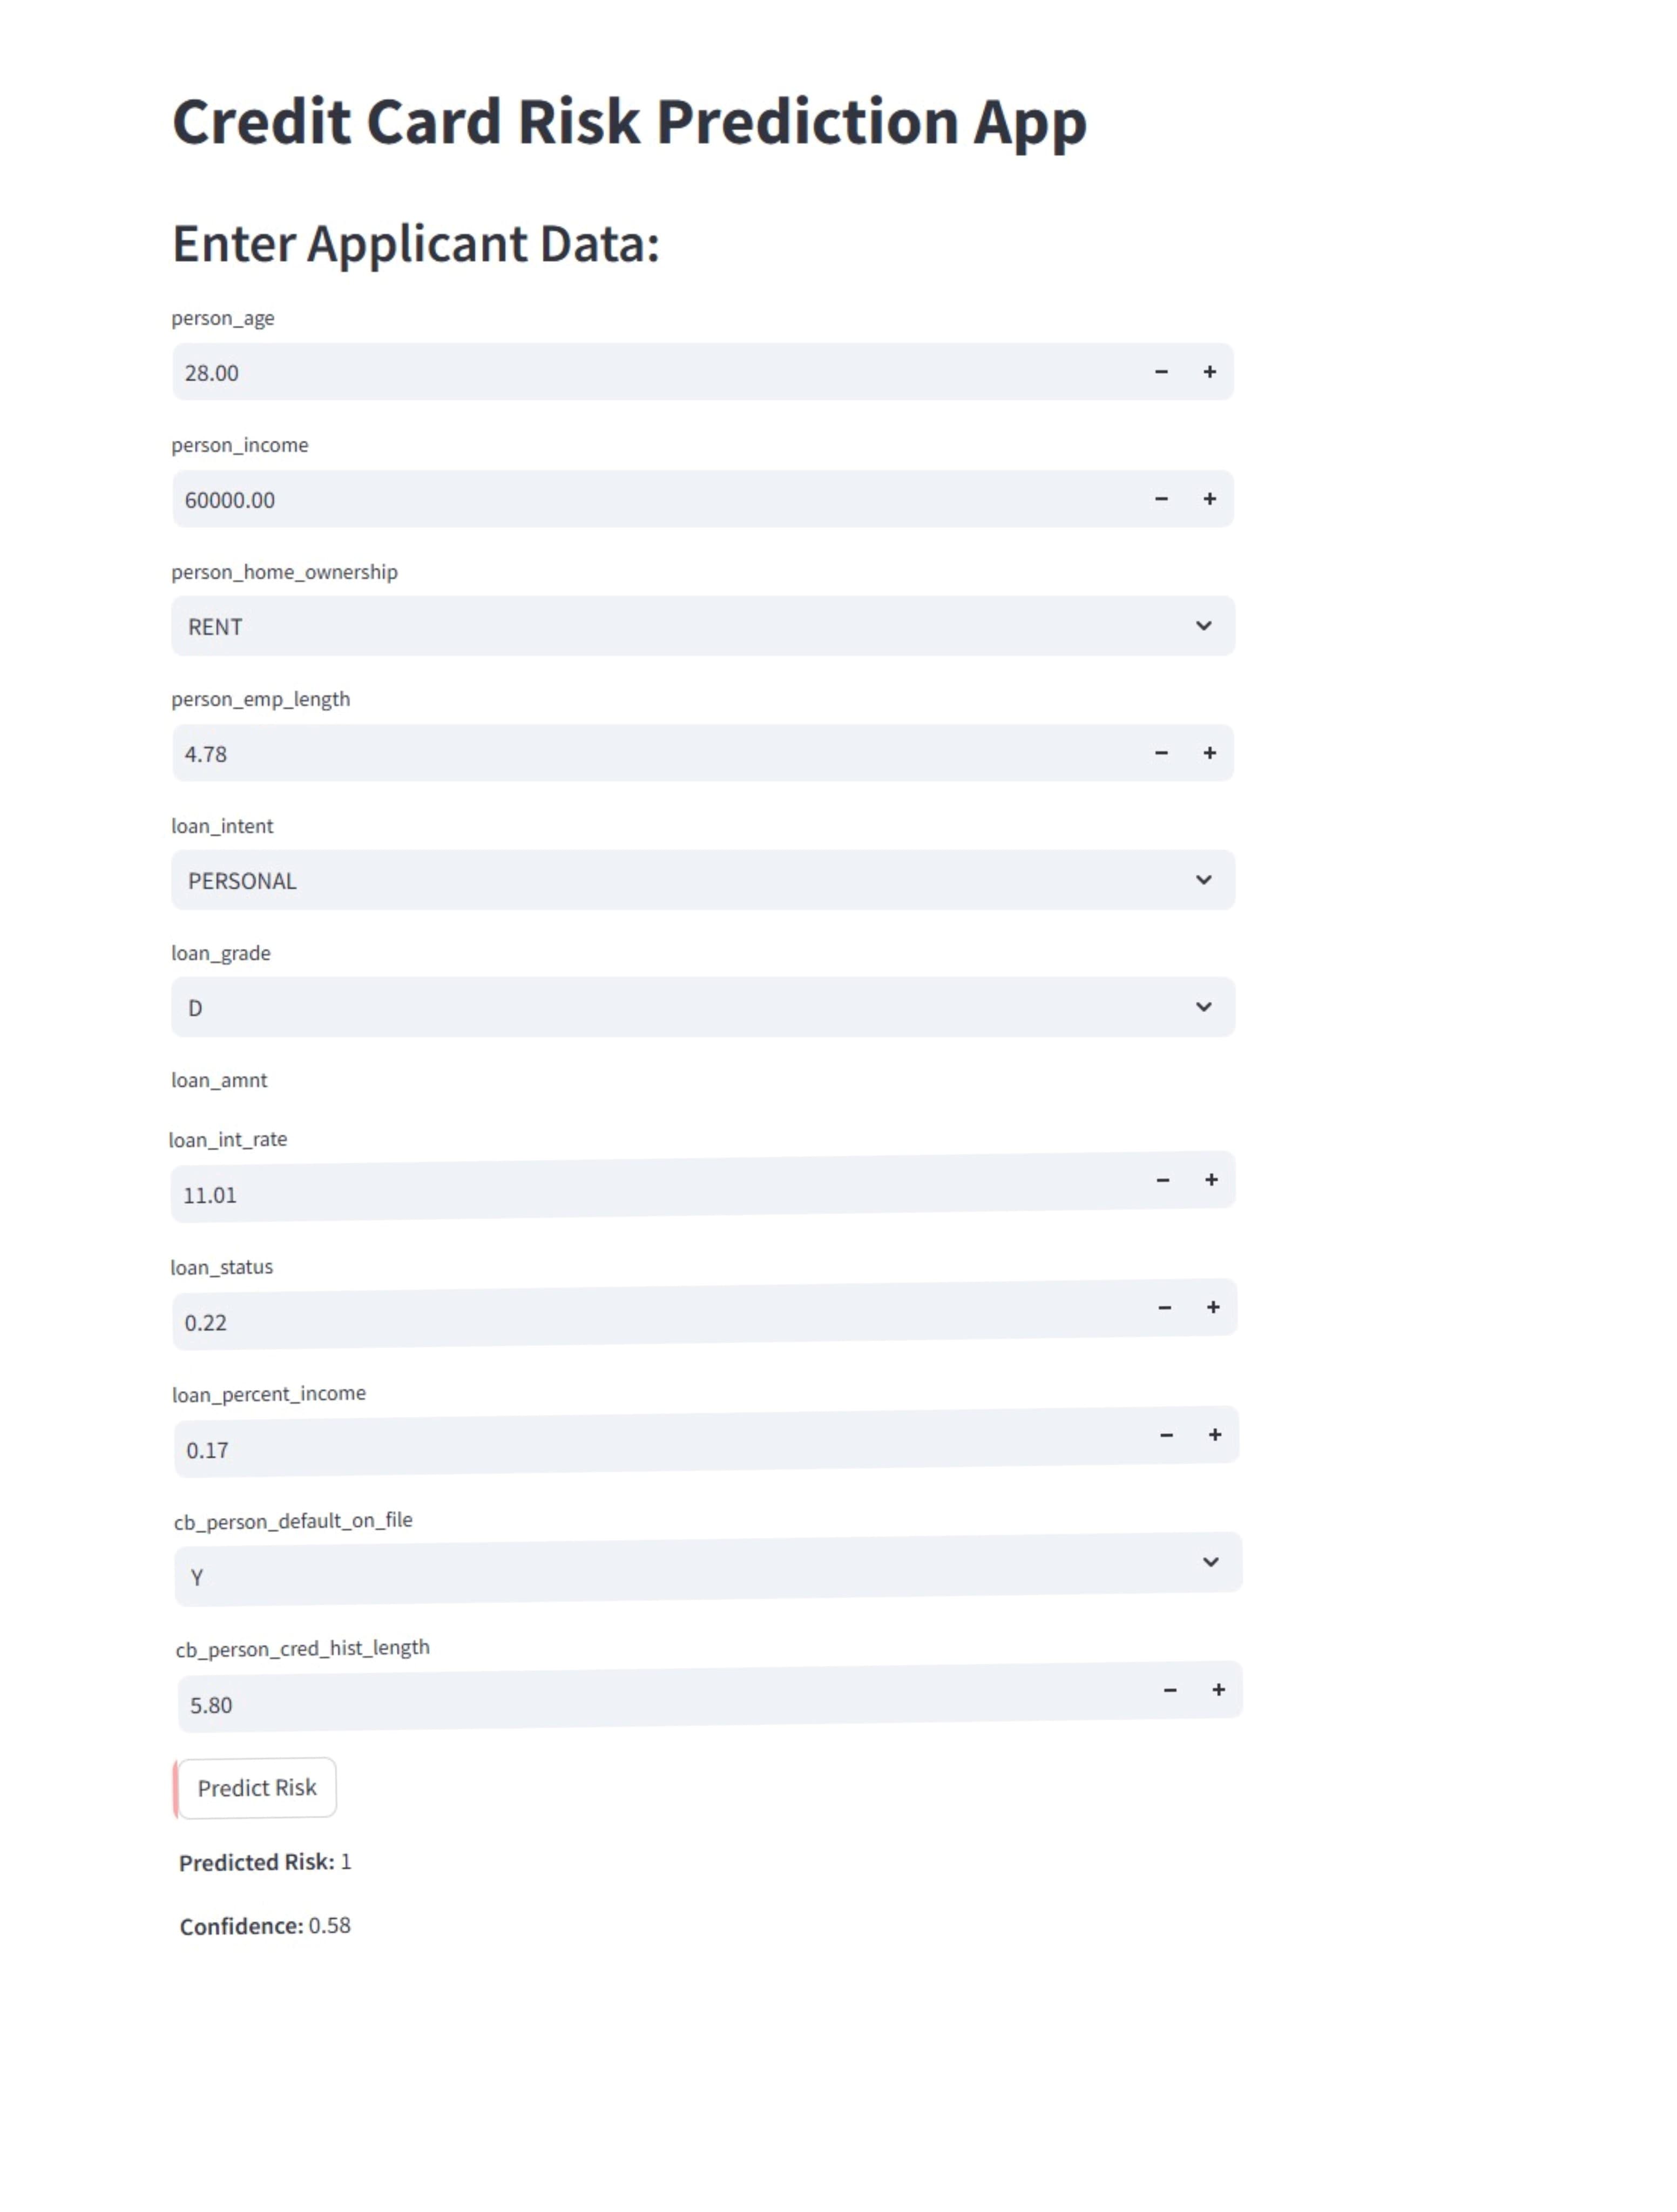 Credit Card Risk Prediction App
Enter Applicant Data:
person_age
28.00
person_income
60000.00
person_home_ownership
RENT
person_emp_length
4.78
loan_intent
PERSONAL
loan_grade
D
loan_amnt
loan_int_rate
11.01
loan_status
0.22
loan_percent_income
0.17
cb_person_default_on_file
Y
cb_person_cred_hist_length
5.80
Predict Risk
Predicted Risk: 1
Confidence: 0.58